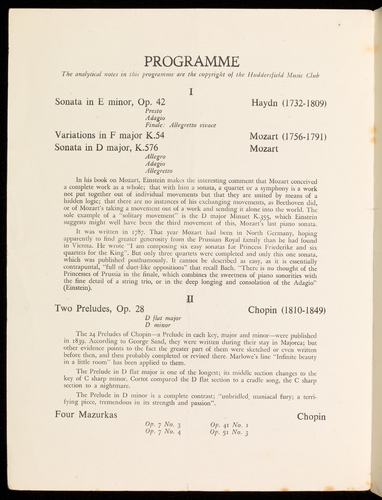 PROGRAMME
The analytical notes in this programme are the copyright of the Huddersfield Music Club
I
Sonata in E minor, Op. 42 Haydn (1732-1809)
Presto
Adagio
Finale: Allegretto vivace
Variations in F major K.54 Mozart (1756-1791)
Sonata in D major, K.576 Mozart
Allegro
Adagio
Allegretto
In his book on Mozart, Einstein makes the interesting comment that Mozart conceived
a complete work as a whole; that with him a sonata, a quartet or a symphony is a work
not put together out of individual movements but that they are united by means of a
hidden logic; that there are no instances of his exchanging movements, as Beethoven did,
or of Mozart's taking a movement out of a work and sending it alone into the world. The
sole example of a "solitary movement" is the D major Minuet K.355, which Einstein
suggests might well have been the third movement of this, Mozart's last piano sonata.
It was written in 1787. That year Mozart had been in North Germany, hoping
apparently to find greater generosity from the Prussian Royal family than he had found
in Vienna. He wrote "I am composing six easy sonatas for Princess Friederike and six
quartets for the King". But only three quartets were completed and only this one sonata,
which was published posthumously. It cannot be described as easy, as it is essentially
contrapuntal, "full of duet-like oppositions" that recall Bach. "There is no thought of the
Princess of Prussia in the finale, which combines the sweetness of piano sonorities with
the fine detail of a string trio, or in the deep longing and consolation of the Adagio"
(Einstein).
II
Two Preludes, Op. 28 Chopin (1810-1849)
D flat major
D minor
The 24 Preludes of Chopin—a Prelude in each key, major and minor—were published
in 1839. According to George Sand, they were written during their stay in Majorca; but
other evidence points to the fact the greater part of them were sketched or even written
before then, and then probably completed or revised there. Marlowe's line "Infinite beauty
in a little room" has been applied to them.
The Prelude in D flat major is one of the longest; its middle section changes to the
key of C sharp minor. Cortot compared the D flat section to a cradle song, the C sharp
section to a nightmare.
The Prelude in D minor is a complete contrast; "unbridled maniacal fury; a terri-
fying piece, tremendous in its strength and passion".
Four Mazurkas Chopin
Op. 7 No. 3 Op. 41 No. 1
Op. 7 No. 4 Op. 51 No. 3